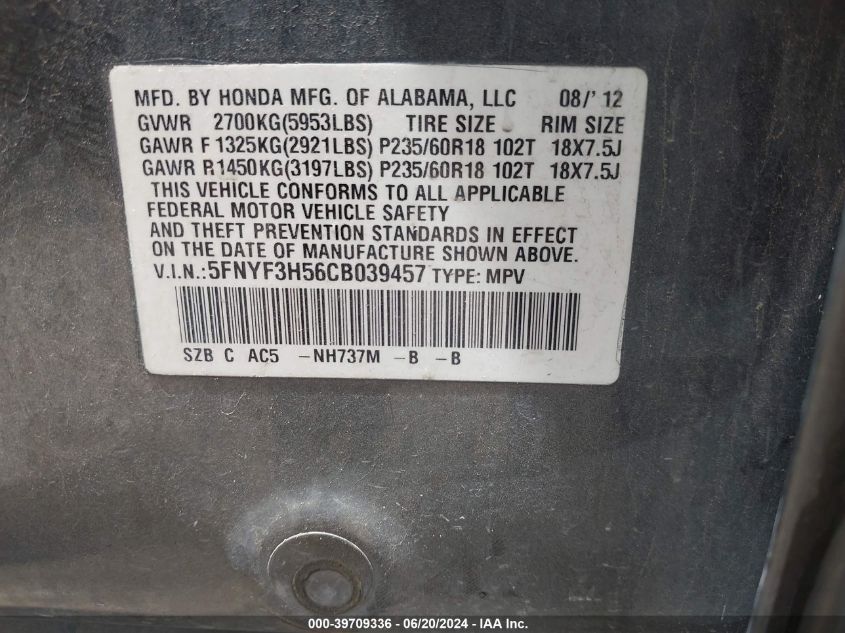 MFD. BY HONDA MFG. OF ALABAMA, LLC 08/' 12
GVWR 2700KG(5953LBS) TIRE SIZE RIM SIZE
GAWR F 1325KG(2921LBS) P235/60R18 102T 18X7.5J
GAWR R 1450KG(3197LBS) P235/60R18 102T 18X7.5J
THIS VEHICLE CONFORMS TO ALL APPLICABLE
FEDERAL MOTOR VEHICLE SAFETY
AND THEFT PREVENTION STANDARDS IN EFFECT
ON THE DATE OF MANUFACTURE SHOWN ABOVE.
V.I.N.:5FNYF3H56CB039457 TYPE: MPV
SZB C AC5 -NH737M -B -B
000-39709336 / 06/20/2024 / IAA Inc.